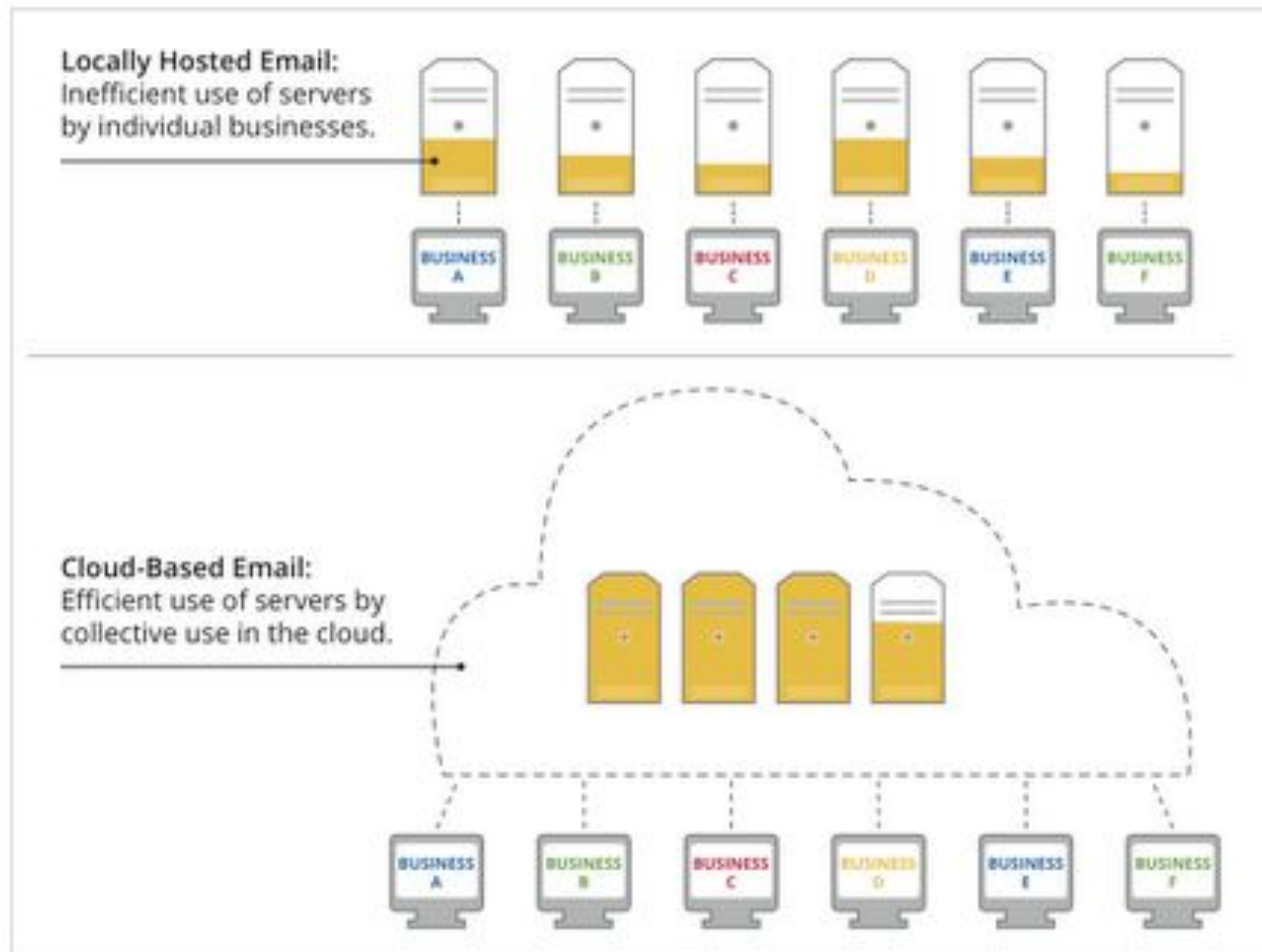 Locally Hosted Email:
Inefficient use of servers
by individual businesses.
BUSINESS
A
BUSINESS
B
BUSINESS
C
BUSINESS
D
BUSINESS
E
BUSINESS
F
Cloud-Based Email:
Efficient use of servers by
collective use in the cloud.
BUSINESS
A
BUSINESS
B
BUSINESS
C
BUSINESS
D
BUSINESS
E
BUSINESS
F